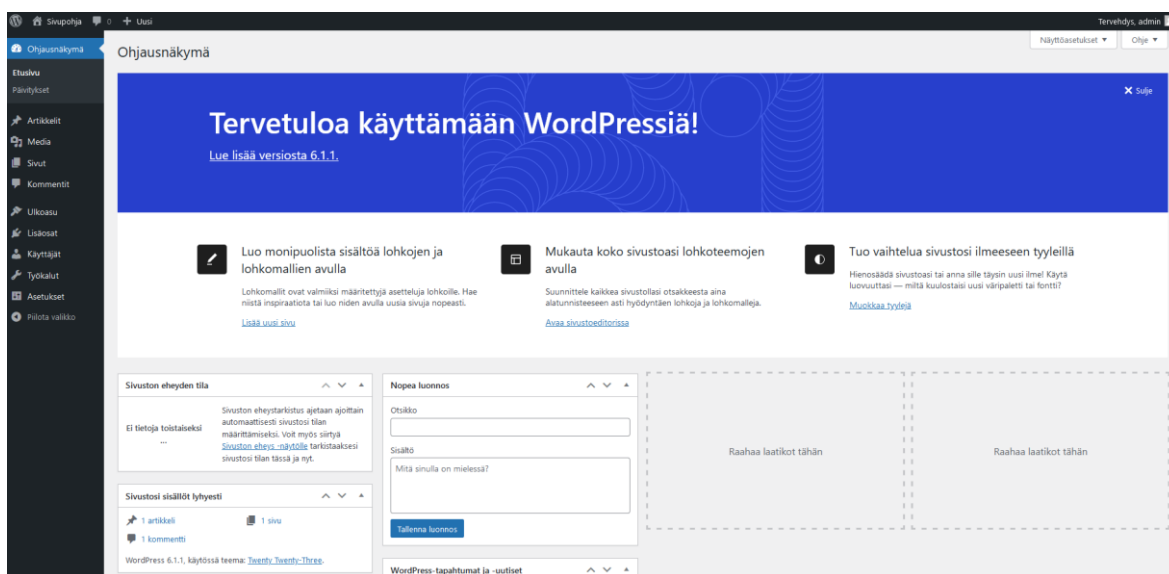 Sivupohja 0 + Uusi
Tervehdys, admin
Ohjausnäkymä
Etusivu
Päivitykset
Artikkelit
Media
Sivut
Kommentit
Ulkoasu
Lisäosat
Käyttäjät
Työkalut
Asetukset
Piilota valikko
Ohjausnäkymä
Näyttöasetukset
Ohje
Sulje
Tervetuloa käyttämään WordPressiä!
Lue lisää versiosta 6.1.1.
Luo monipuolista sisältöä lohkojen ja
lohkomallien avulla
Lohkomallit ovat valmiiksi määritettyjä asetteluja lohkoille. Hae
niistä inspiraatiota tai luo niiden avulla uusia sivuja nopeasti.
Lisää uusi sivu
Mukauta koko sivustoasi lohkoteemojen
avulla
Suunnittele kaikkea sivustollasi otsakkeesta aina
alatunnisteeseen asti hyödyntäen lohkoja ja lohkomalleja.
Avaa sivustoeditorissa
Tuo vaihtelua sivustosi ilmeeseen tyyleillä
Hienosäädä sivustoasi tai anna sille täysin uusi ilme! Käytä
luovuuttasi — miltä kuulostaisi uusi väripaletti tai fontti?
Muokkaa tyylejä
Sivuston eheyden tila
Ei tietoja toistaiseksi
...
Sivuston eheystarkistus ajetaan ajoittain
automaattisesti sivustosi tilan
määrittämiseksi. Voit myös siirtyä
Sivuston eheys -näytölle tarkistaaksesi
sivustosi tilan tässä ja nyt.
Sivustosi sisällöt lyhyesti
1 artikkeli
1 sivu
1 kommentti
WordPress 6.1.1, käytössä teema: Twenty Twenty-Three.
Nopea luonnos
Otsikko
Sisältö
Mitä sinulla on mielessä?
Tallenna luonnos
WordPress-tapahtumat ja -uutiset
Raahaa laatikot tähän
Raahaa laatikot tähän